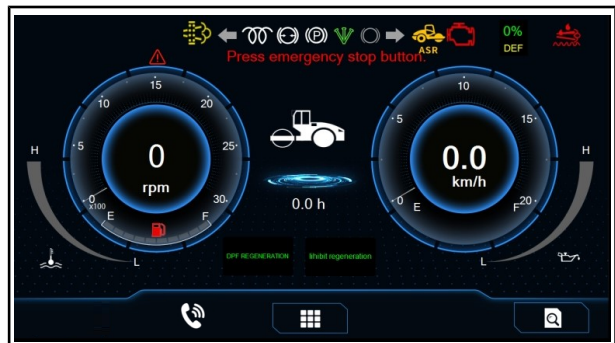 0%
DEF
ASR
Press emergency stop button.
15
10
20
5
25
0
x100
30
E
F
0
rpm
H
L
0.0 h
10
5
15
0
20
E
F
0.0
km/h
H
L
DPF REGENERATION
Inhibit regeneration